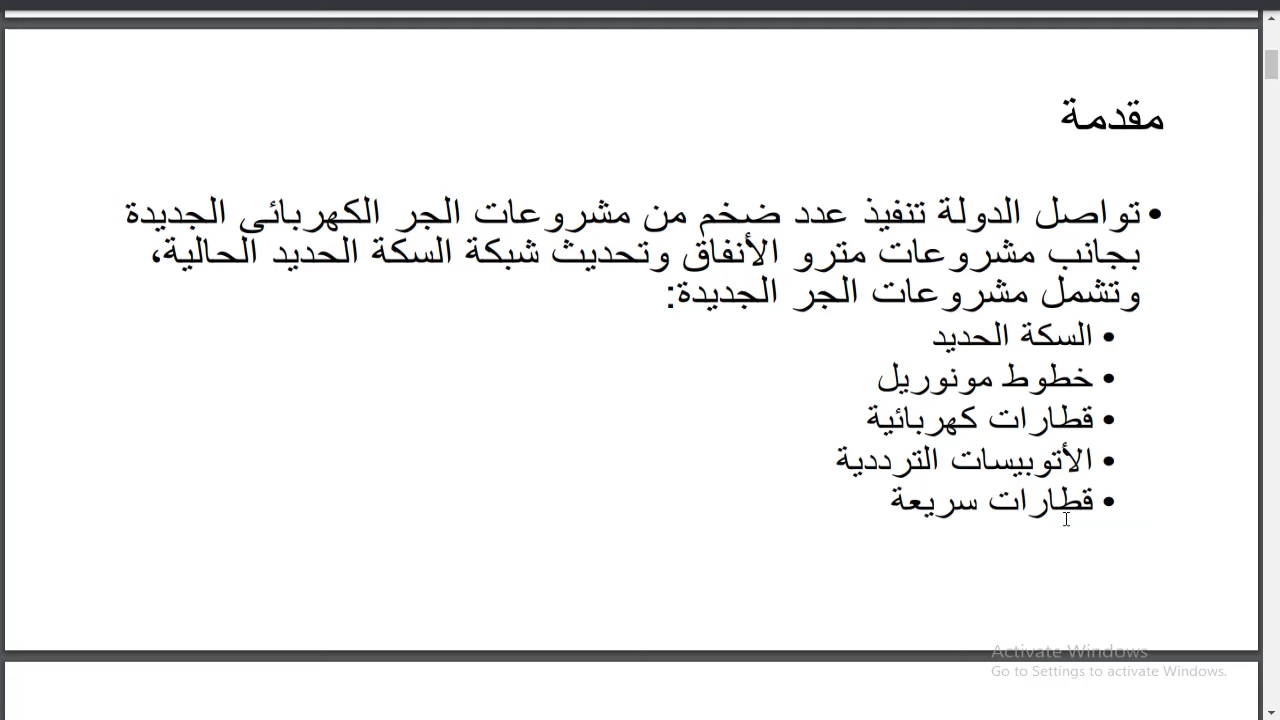 مقدمة
• تواصل الدولة تنفيذ عدد ضخم من مشروعات الجر الكهربائى الجديدة
بجانب مشروعات مترو الأنفاق وتحديث شبكة السكة الحديد الحالية،
وتشمل مشروعات الجر الجديدة:
• السكة الحديد
• خطوط مونوريل
• قطارات كهربائية
• الأتوبيسات الترددية
• قطارات سريعة
Activate Windows
Go to Settings to activate Windows.